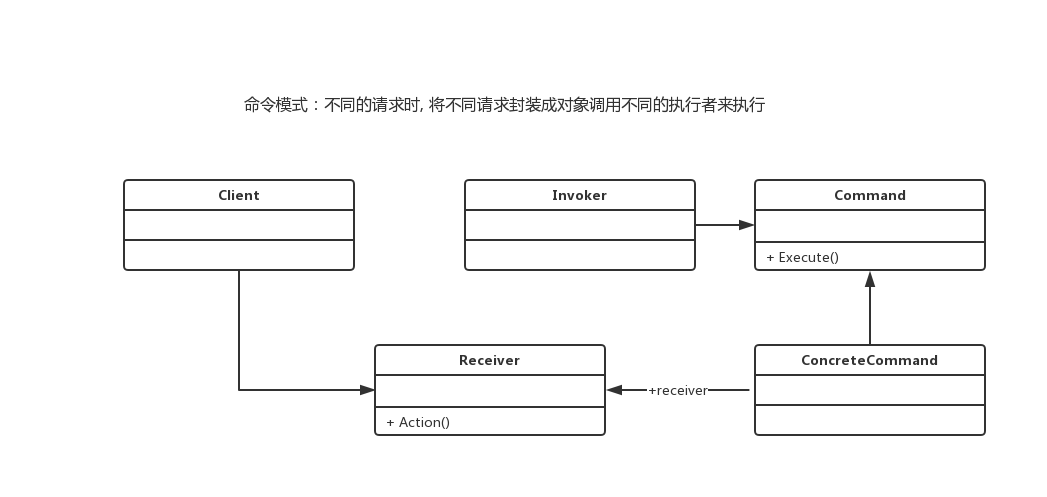 命令模式：不同的请求时, 将不同请求封装成对象调用不同的执行者来执行
Client
Invoker
Command
+ Execute()
Receiver
+ Action()
+receiver
ConcreteCommand